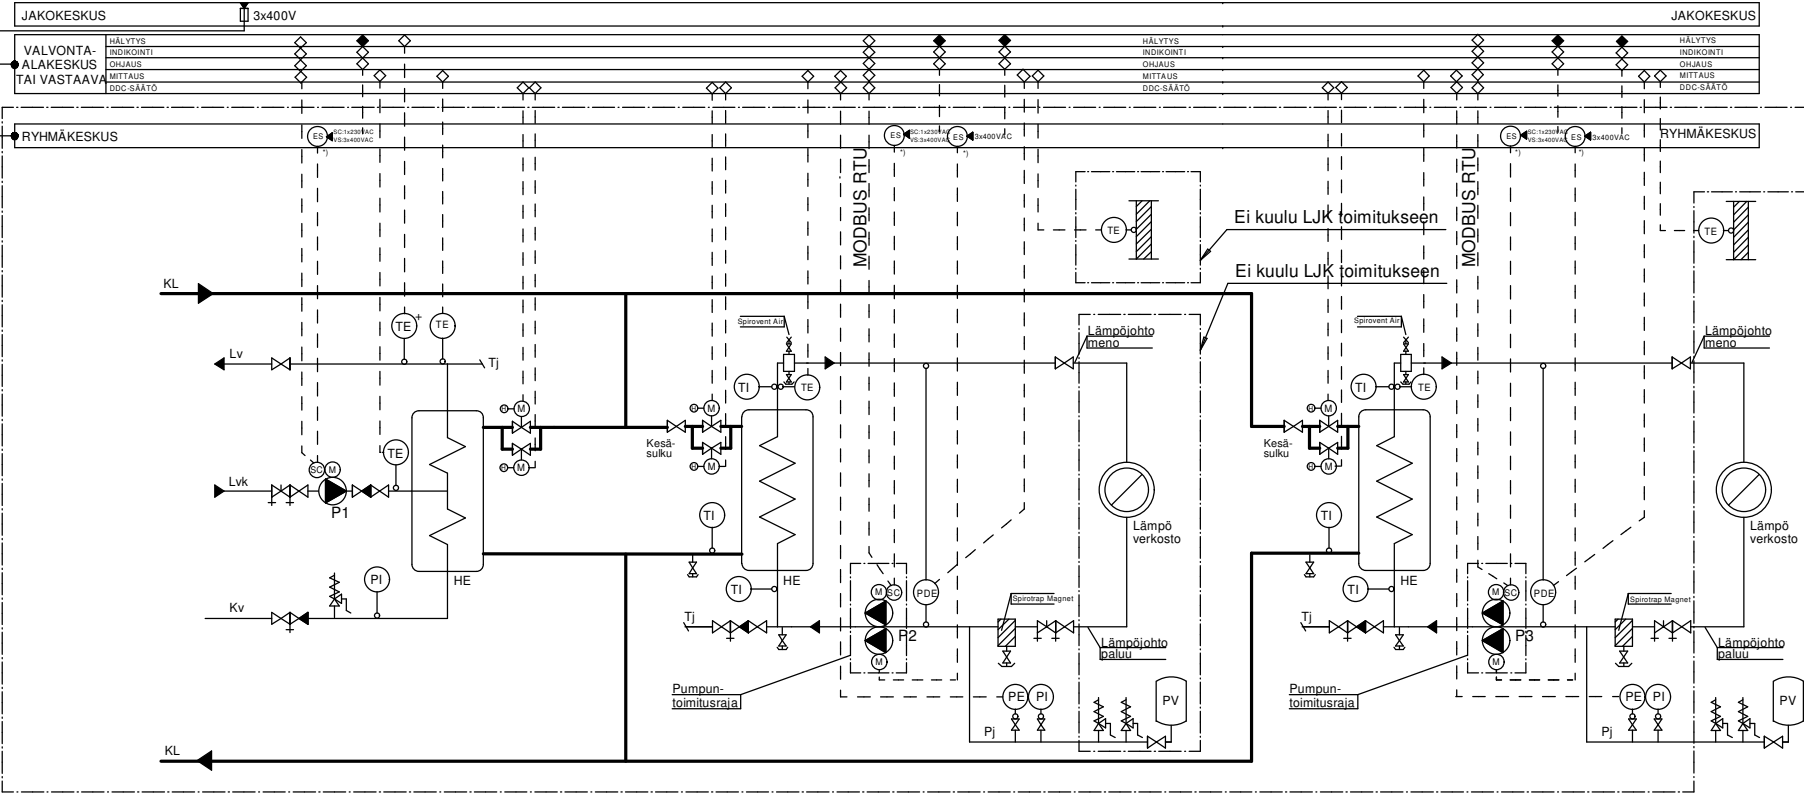 JAKOKESKUS 3x400V JAKOKESKUS
VALVONTA-
ALAKESKUS
TAI VASTAAVA
HÄLYTYS HÄLYTYS HÄLYTYS
INDIKOINTI INDIKOINTI INDIKOINTI
OHJAUS OHJAUS OHJAUS
MITTAUS MITTAUS MITTAUS
DDC-SÄÄTÖ DDC-SÄÄTÖ DDC-SÄÄTÖ
RYHMÄKESKUS RYHMÄKESKUS
ES SC:1x230VAC
VS:3x400VAC
*)
ES SC:1x230VAC
VS:3x400VAC
*)
ES 3x400VAC
*)
ES SC:1x230VAC
VS:3x400VAC
*)
ES 3x400VAC
*)
MODBUS RTU
MODBUS RTU
TE
Ei kuulu LJK toimitukseen
Ei kuulu LJK toimitukseen
TE
KL
TE + TE
Lv Tj
H M
H M
TE
SC M
Lvk
P1
HE
PI
Kv
KL
Spirovent Air
TI TE
H M
H M
Kesä-
sulku
TI
HE
TI
Tj
M SC
P2
M
PDE
Spirotrap Magnet
Lämpöjohto
meno
Lämpö
verkosto
Lämpöjohto
paluu
Pumpun-
toimitusraja
PE PI
PV
Pj
Spirovent Air
TI TE
H M
H M
Kesä-
sulku
TI
HE
TI
Tj
M SC
P3
M
PDE
Spirotrap Magnet
Lämpöjohto
meno
Lämpö
verkosto
Lämpöjohto
paluu
Pumpun-
toimitusraja
PE PI
PV
Pj